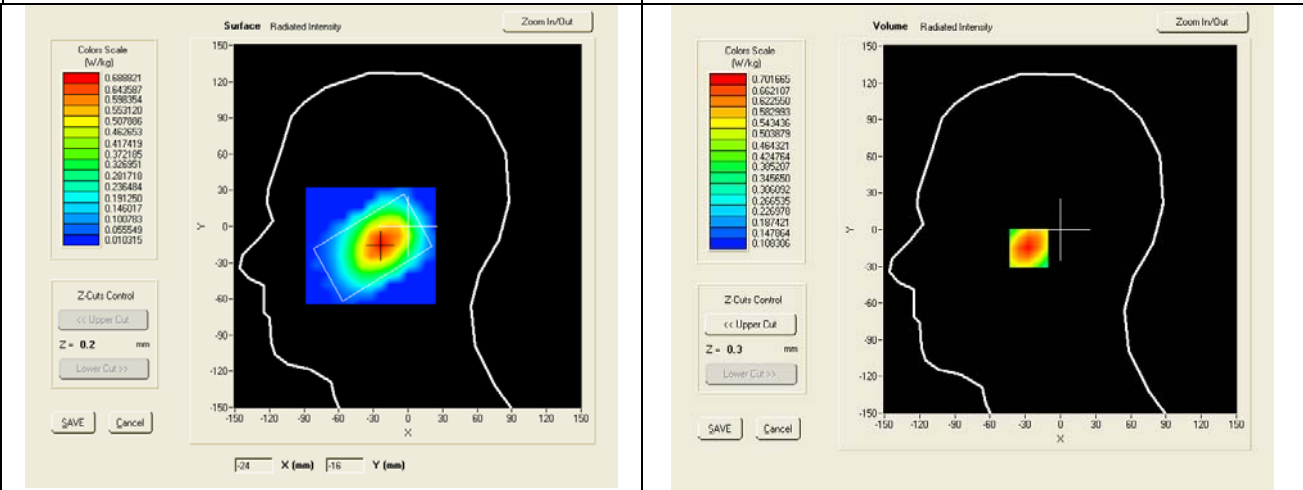 Surface Radiated Intensity
Zoom In/Out
Colors Scale
(W/kg)
0.688821
0.643587
0.598354
0.553120
0.507886
0.462653
0.417419
0.372185
0.326951
0.281718
0.236484
0.191250
0.146017
0.100783
0.055549
0.010315
150
120
90
60
30
0
-30
-60
-90
-120
-150
Y
-150 -120 -90 -60 -30 0 30 60 90 120 150
X
Z-Cuts Control
<< Upper Cut
Z = 0.2 mm
Lower Cut >>
SAVE Cancel
-24 X (mm) -16 Y (mm)
Volume Radiated Intensity
Zoom In/Out
Colors Scale
(W/kg)
0.701665
0.662107
0.622550
0.582993
0.543436
0.503879
0.464321
0.424764
0.385207
0.345650
0.306092
0.266535
0.226978
0.187421
0.147864
0.108306
150
120
90
60
30
0
-30
-60
-90
-120
-150
Y
-150 -120 -90 -60 -30 0 30 60 90 120 150
X
Z-Cuts Control
<< Upper Cut
Z = 0.3 mm
Lower Cut >>
SAVE Cancel